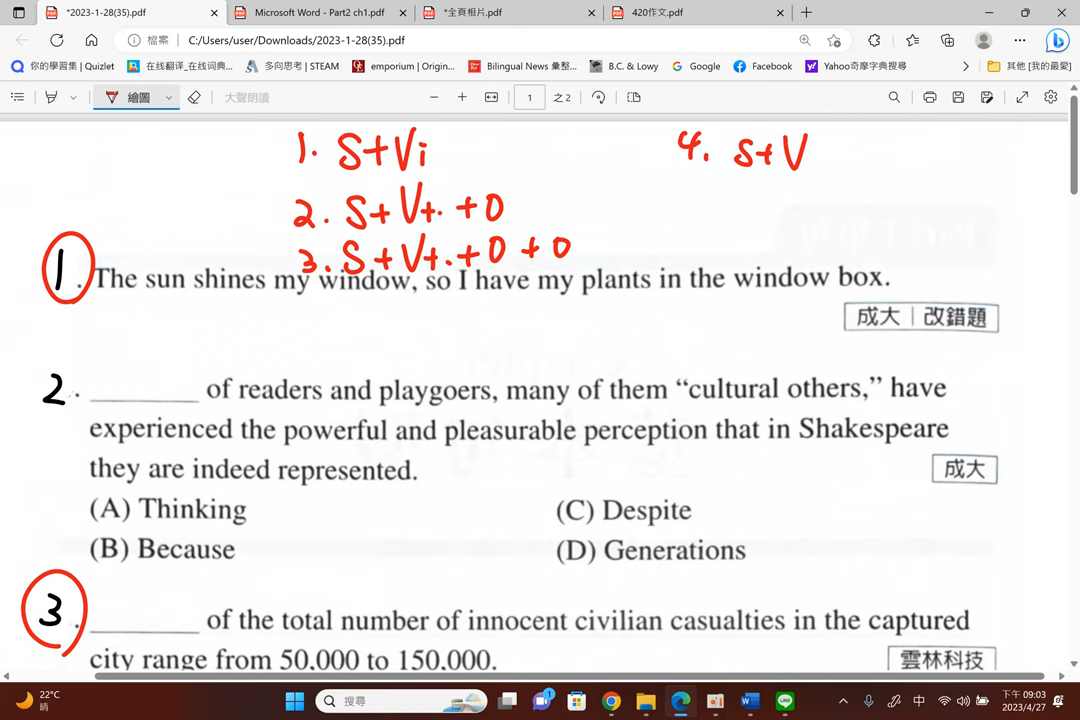 *2023-1-28(35).pdf
Microsoft Word - Part2 ch1.pdf
*全頁相片.pdf
420作文.pdf
檔案
C:/Users/user/Downloads/2023-1-28(35).pdf
你的學習集 | Quizlet
在线翻译_在线词典...
多向思考 | STEAM
emporium | Origin...
Bilingual News 彙整...
B.C. & Lowy
Google
Facebook
Yahoo奇摩字典搜尋
其他 [我的最愛]
繪圖
大聲朗讀
1
之 2
1. S+Vi
4. S+V
2. S+Vt. +O
3. S+Vt.+O+O
1. The sun shines my window, so I have my plants in the window box.
成大 | 改錯題
2. ________ of readers and playgoers, many of them “cultural others,” have
experienced the powerful and pleasurable perception that in Shakespeare
they are indeed represented.
成大
(A) Thinking
(C) Despite
(B) Because
(D) Generations
3. ________ of the total number of innocent civilian casualties in the captured
city range from 50,000 to 150,000.
雲林科技
22°C
晴
搜尋
1
中
下午 09:03
2023/4/27